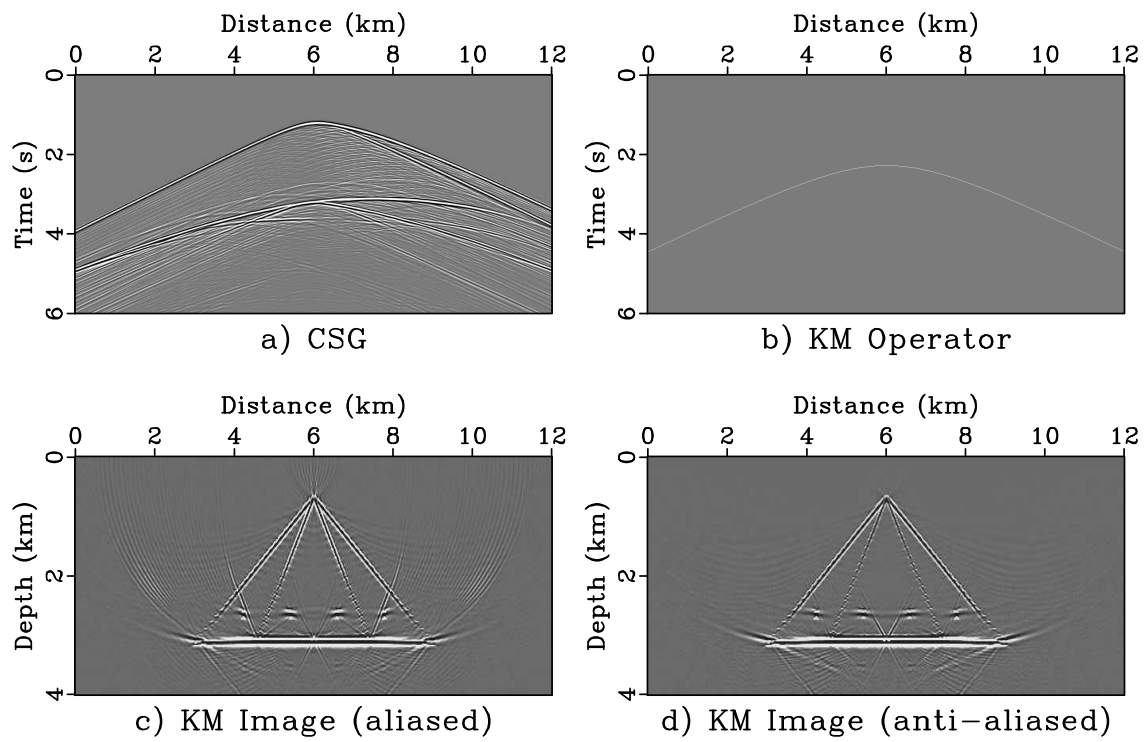 Distance (km)
0 2 4 6 8 10 12
Time (s)
0
2
4
6
a) CSG
Distance (km)
0 2 4 6 8 10 12
Time (s)
0
2
4
6
b) KM Operator
Distance (km)
0 2 4 6 8 10 12
Depth (km)
0
2
4
c) KM Image (aliased)
Distance (km)
0 2 4 6 8 10 12
Depth (km)
0
2
4
d) KM Image (anti−aliased)